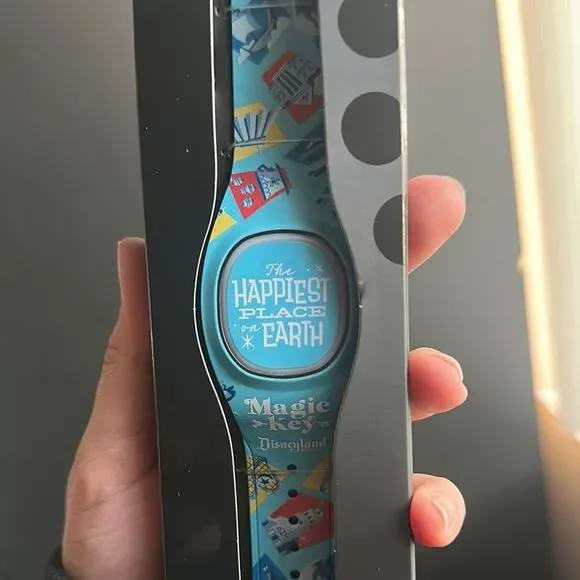 The
HAPPIEST
PLACE
on EARTH
Magic
Key
Disneyland